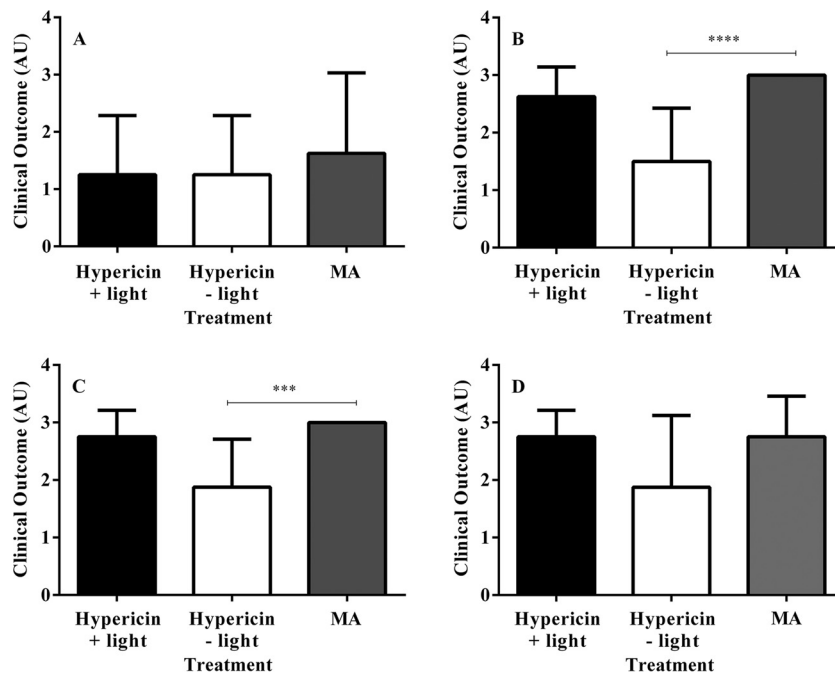 A
Clinical Outcome (AU)
4
3
2
1
0
Hypericin + light
Hypericin - light
MA
Treatment
B
****
Clinical Outcome (AU)
4
3
2
1
0
Hypericin + light
Hypericin - light
MA
Treatment
C
***
Clinical Outcome (AU)
4
3
2
1
0
Hypericin + light
Hypericin - light
MA
Treatment
D
Clinical Outcome (AU)
4
3
2
1
0
Hypericin + light
Hypericin - light
MA
Treatment